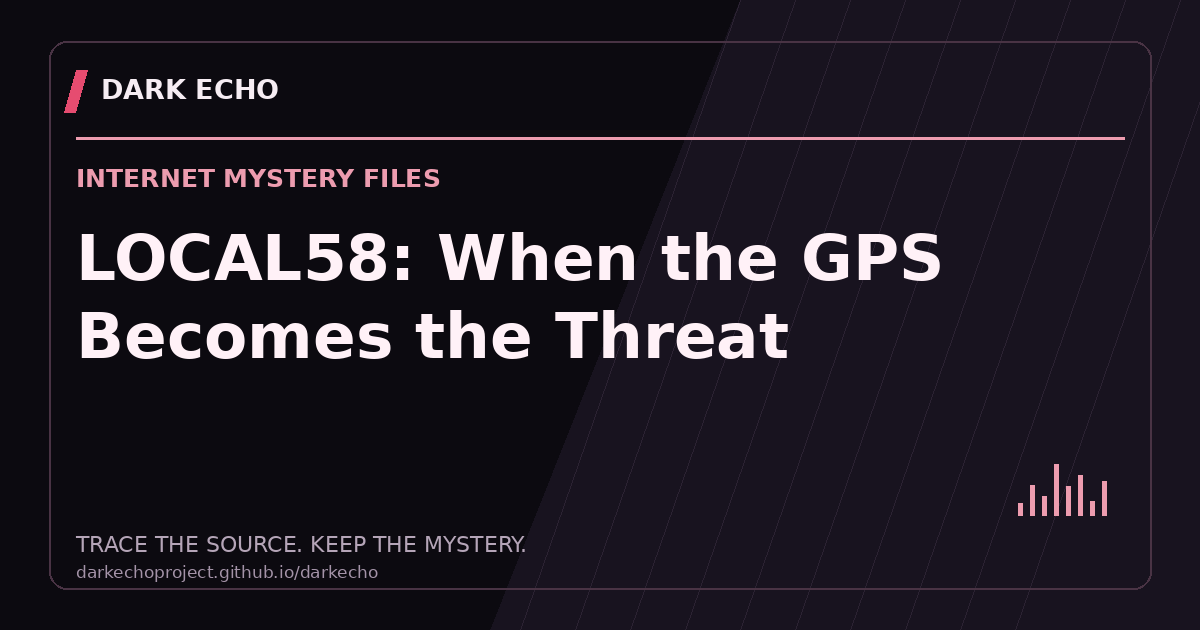 DARK ECHO
INTERNET MYSTERY FILES
LOCAL58: When the GPS
Becomes the Threat
TRACE THE SOURCE. KEEP THE MYSTERY.
darkechoproject.github.io/darkecho